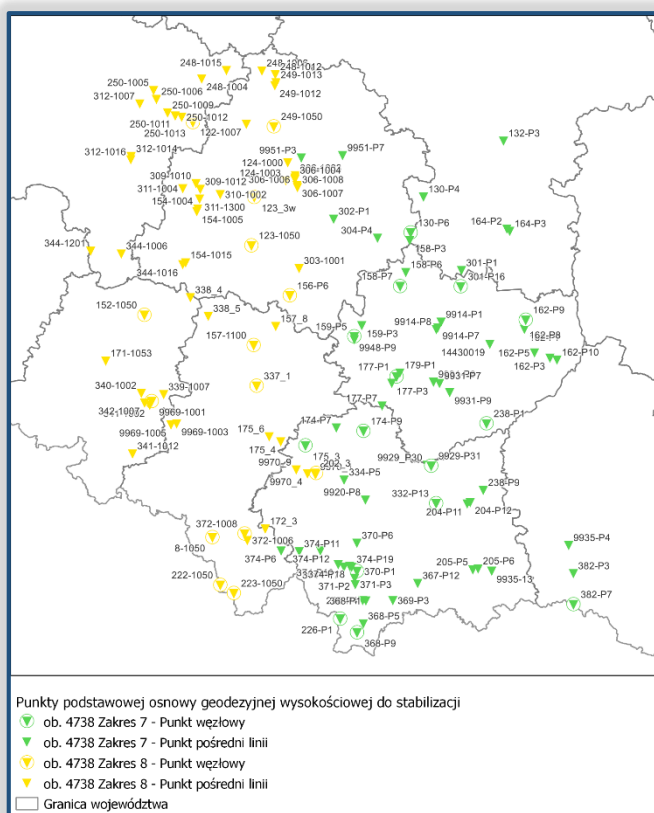 248-1015
248-1012
249-1013
248-1004
249-1012
250-1005
250-1006
312-1007
250-1009
250-1011
250-1012
250-1013
122-1007
249-1050
132-P3
9951-P3
9951-P7
312-1014
312-1016
124-1000
124-1003
306-1004
306-1006
306-1008
306-1007
309-1010
309-1012
311-1004
310-1002
154-1004
311-1300
123_3w
154-1005
130-P4
302-P1
130-P6
164-P2
164-P3
304-P4
158-P3
344-1201
344-1006
123-1050
154-1015
344-1016
303-1001
158-P6
158-P7
301-P1
301-P16
338_4
156-P6
152-1050
338_5
157_8
159-P5
159-P3
9948-P9
9914-P8
9914-P1
9914-P7
162-P9
162-P8
157-1100
14430019
162-P5
162-P10
162-P3
171-1053
177-P1
179-P1
177-P3
9931-P7
9931-P9
337_1
340-1002
339-1007
342-1007
177-P7
238-P1
9969-1001
9969-1005
9969-1003
174-P7
174-P9
175_6
175_4
341-1012
175_3
9929_P30
9929-P31
9970_9
9970_4
334-P5
9920-P8
332-P13
238-P9
204-P11
204-P12
172_3
372-1008
372-1006
8-1050
374-P11
370-P6
9935-P4
374-P6
374-P12
374-P19
370-P1
205-P5
205-P6
382-P3
371-P2
371-P3
367-P12
9935-13
222-1050
223-1050
369-P3
382-P7
226-P1
368-P5
368-P9
Punkty podstawowej osnowy geodezyjnej wysokościowej do stabilizacji
ob. 4738 Zakres 7 - Punkt węzłowy
ob. 4738 Zakres 7 - Punkt pośredni linii
ob. 4738 Zakres 8 - Punkt węzłowy
ob. 4738 Zakres 8 - Punkt pośredni linii
Granica województwa